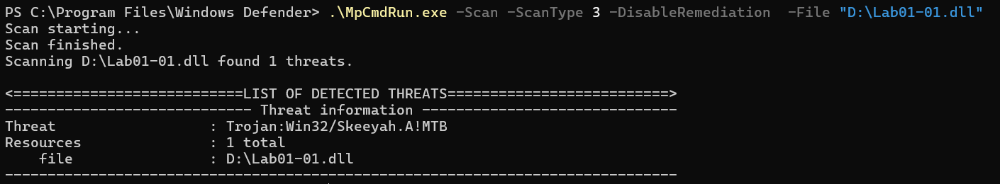 PS C:\Program Files\Windows Defender> .\MpCmdRun.exe -Scan -ScanType 3 -DisableRemediation  -File "D:\Lab01-01.dll"
Scan starting...
Scan finished.
Scanning D:\Lab01-01.dll found 1 threats.

<===========================LIST OF DETECTED THREATS==========================>
----------------------------- Threat information ------------------------------
Threat                  : Trojan:Win32/Skeeyah.A!MTB
Resources               : 1 total
    file                : D:\Lab01-01.dll
-------------------------------------------------------------------------------